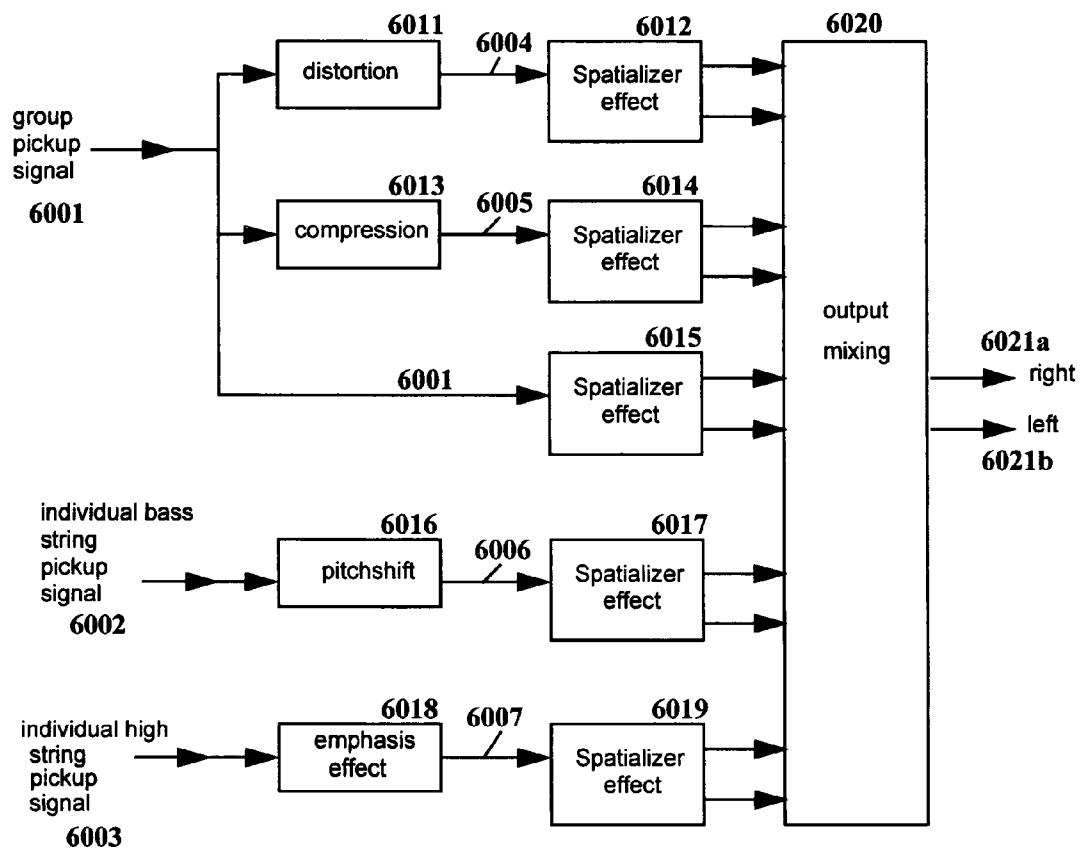 6011
6004
6012
6020
distortion
Spatializer
effect
group
pickup
signal
6001
6013
6005
6014
compression
Spatializer
effect
output
mixing
6015
6001
Spatializer
effect
6021a
right
left
6021b
individual bass
string
pickup
signal
6002
6016
6006
6017
pitchshift
Spatializer
effect
individual high
string
pickup
signal
6003
6018
6007
6019
emphasis
effect
Spatializer
effect